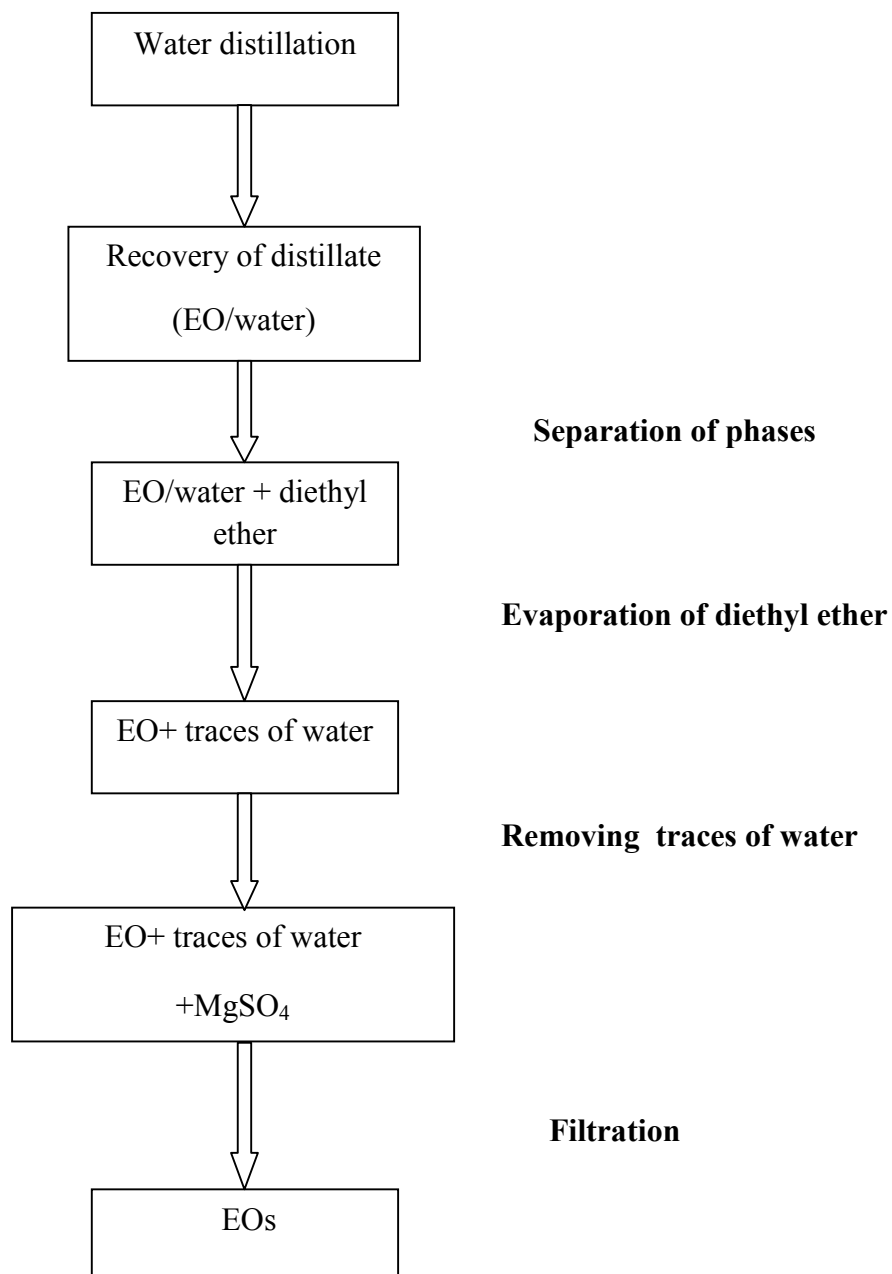 Water distillation
Recovery of distillate
(EO/water)
Separation of phases
EO/water + diethyl
ether
Evaporation of diethyl ether
EO+ traces of water
Removing traces of water
EO+ traces of water
+MgSO₄
Filtration
EOs